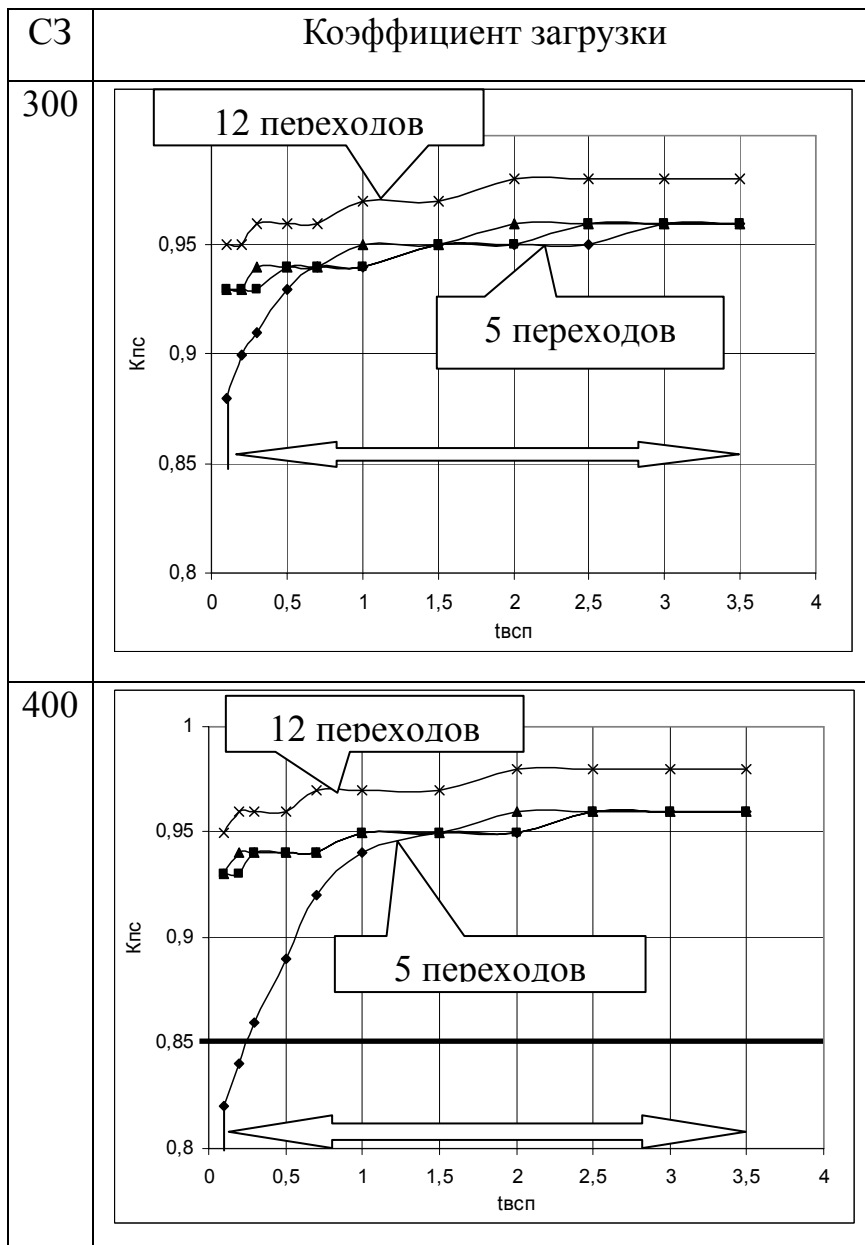 СЗ Коэффициент загрузки
300
12 переходов
0,95
5 переходов
0,9
Кпс
0,85
0,8
0 0,5 1 1,5 2 2,5 3 3,5 4
tвсп
400
1
12 переходов
0,95
0,9
Кпс
5 переходов
0,85
0,8
0 0,5 1 1,5 2 2,5 3 3,5 4
tвсп